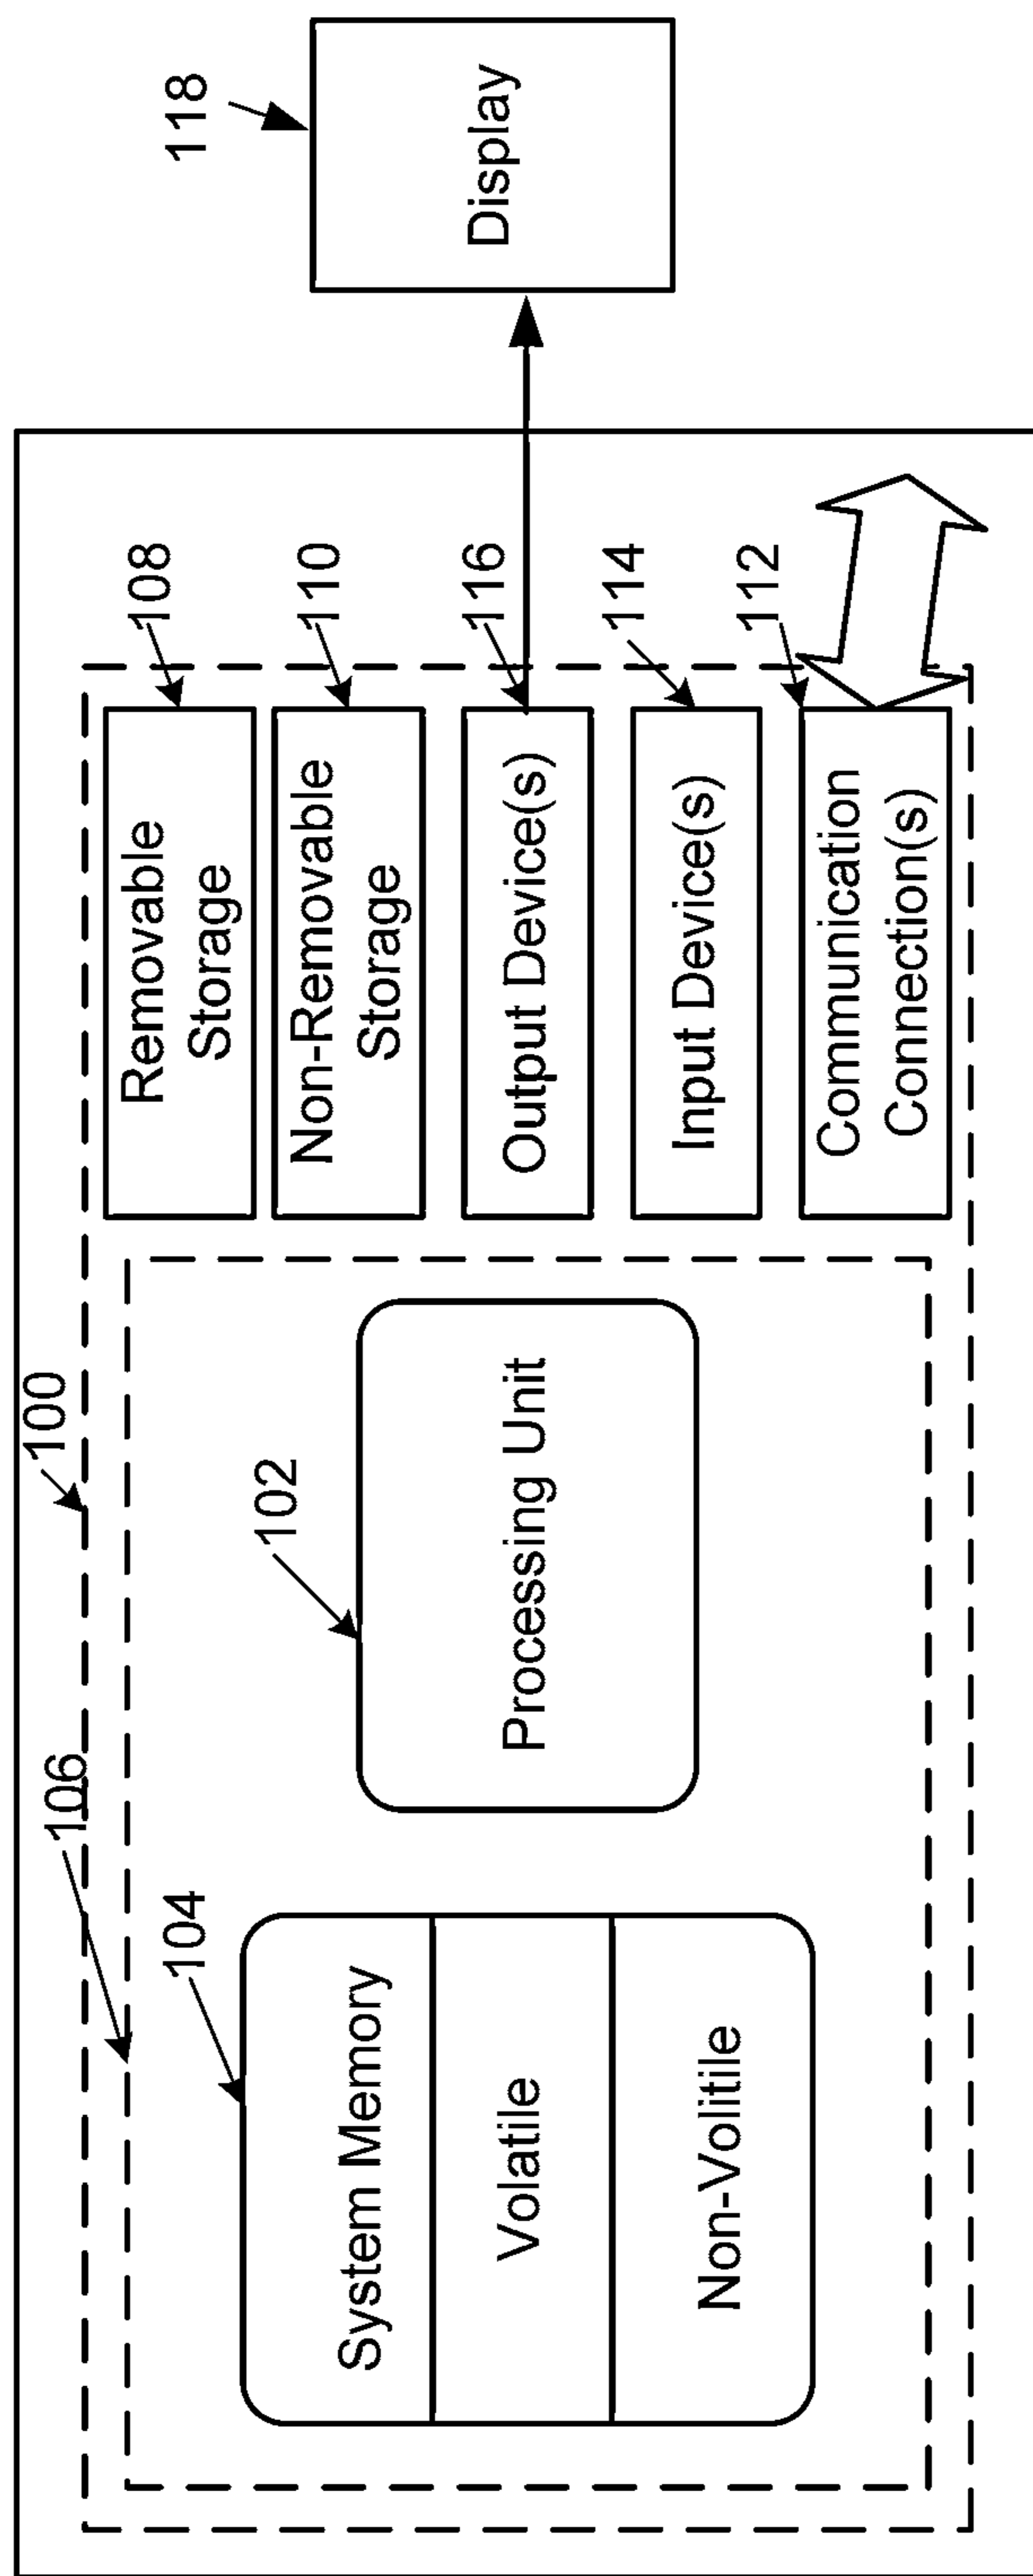 100
106
104
System Memory
Volatile
Non-Volitile
102
Processing Unit
Removable
Storage
108
Non-Removable
Storage
110
Output Device(s)
116
Input Device(s)
114
Communication
Connection(s)
112
Display
118